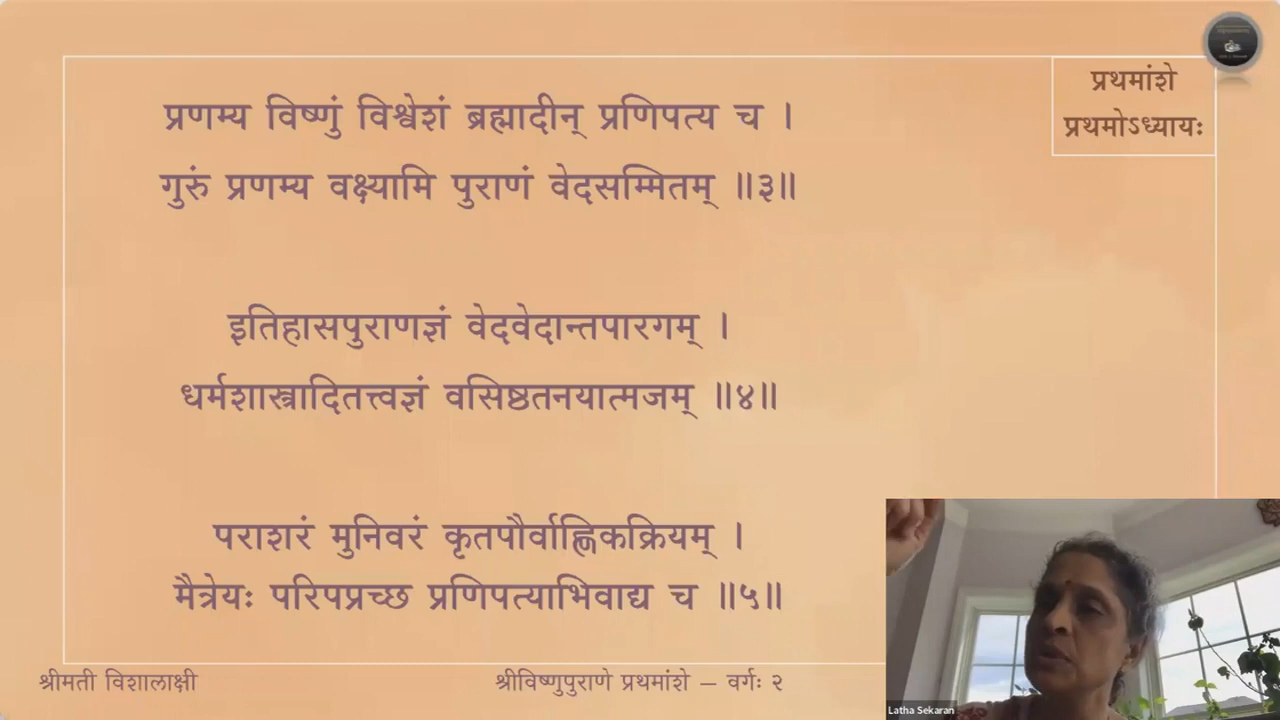 प्रथमांशे
प्रथमोऽध्यायः
प्रणम्य विष्णुं विश्वेशं ब्रह्मादीन् प्रणिपत्य च ।
गुरुं प्रणम्य वक्ष्यामि पुराणं वेदसम्मितम् ॥३॥
इतिहासपुराणज्ञं वेदवेदान्तपारगम् ।
धर्मशास्त्रादितत्त्वज्ञं वसिष्ठतनयात्मजम् ॥४॥
पराशरं मुनिवरं कृतपौर्वाह्णिकक्रियम् ।
मैत्रेयः परिपप्रच्छ प्रणिपत्याभिवाद्य च ॥५॥
श्रीमती विशालाक्षी
श्रीविष्णुपुराणे प्रथमांशे – वर्गः २
Latha Sekaran